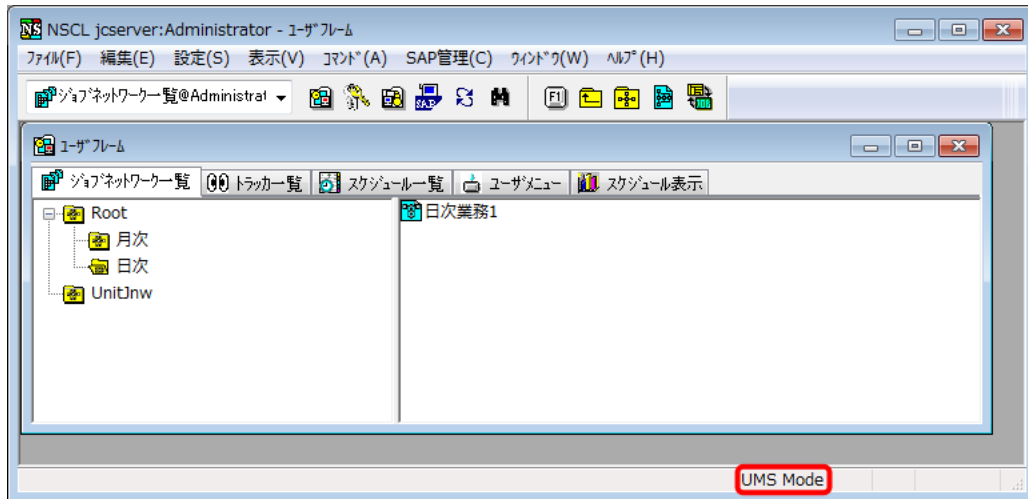 NSCL jcserver:Administrator - ﾕｰｻﾞﾌﾚｰﾑ
ﾌｧｲﾙ(F) 編集(E) 設定(S) 表示(V) ｺﾏﾝﾄﾞ(A) SAP管理(C) ｳｨﾝﾄﾞｳ(W) ﾍﾙﾌﾟ(H)
ｼﾞｮﾌﾞﾈｯﾄﾜｰｸ一覧@Administrat
ﾕｰｻﾞﾌﾚｰﾑ
ｼﾞｮﾌﾞﾈｯﾄﾜｰｸ一覧 ﾄﾗｯｶ一覧 ｽｹｼﾞｭｰﾙ一覧 ﾕｰｻﾞﾒﾆｭｰ ｽｹｼﾞｭｰﾙ表示
Root
日次業務1
月次
日次
UnitJnw
UMS Mode